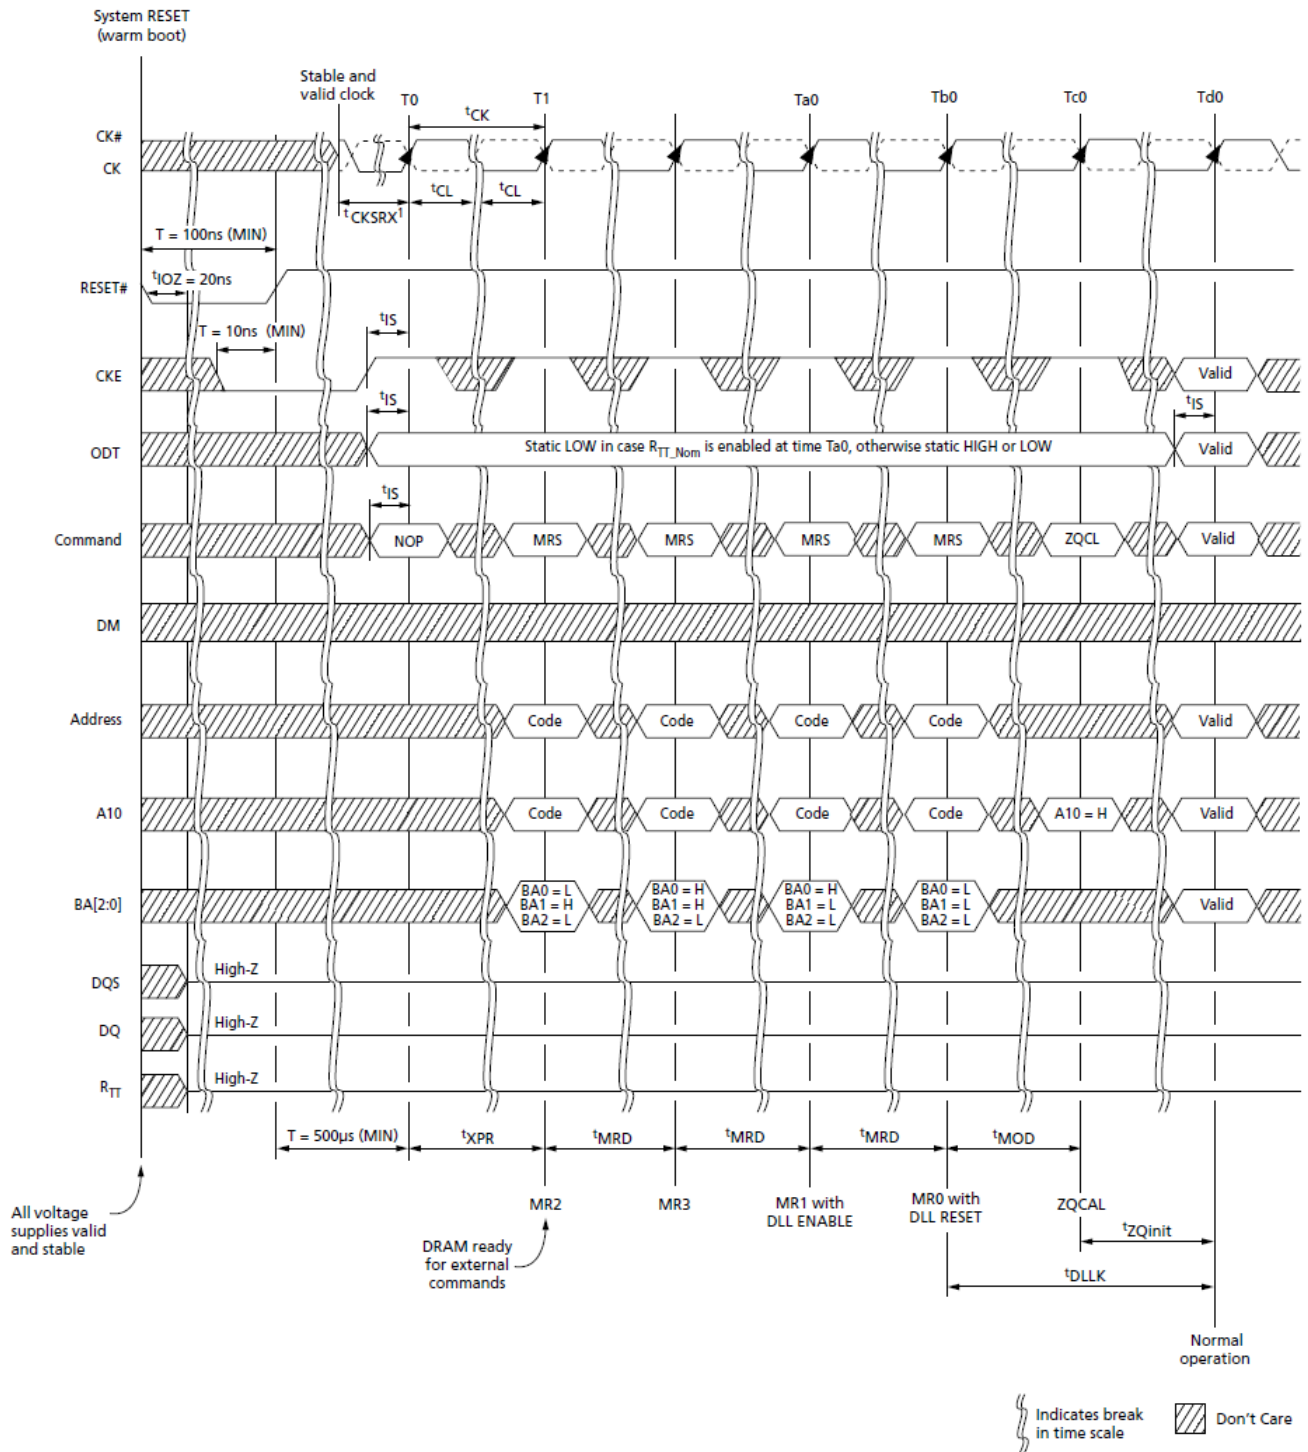 System RESET
(warm boot)
Stable and
valid clock
T0
T1
Ta0
Tb0
Tc0
Td0
tCK
CK#
CK
tCL
tCL
tCKSRX1
T = 100ns (MIN)
tIOZ = 20ns
RESET#
T = 10ns (MIN)
tIS
CKE
Valid
tIS
tIS
ODT
Static LOW in case RTT_Nom is enabled at time Ta0, otherwise static HIGH or LOW
Valid
tIS
Command
NOP
MRS
MRS
MRS
MRS
ZQCL
Valid
DM
Address
Code
Code
Code
Code
Valid
A10
Code
Code
Code
Code
A10 = H
Valid
BA[2:0]
BA0 = L
BA1 = H
BA2 = L
BA0 = H
BA1 = H
BA2 = L
BA0 = H
BA1 = L
BA2 = L
BA0 = L
BA1 = L
BA2 = L
Valid
DQS
High-Z
DQ
High-Z
RTT
High-Z
T = 500µs (MIN)
tXPR
tMRD
tMRD
tMRD
tMOD
All voltage
supplies valid
and stable
MR2
MR3
MR1 with
DLL ENABLE
MR0 with
DLL RESET
ZQCAL
DRAM ready
for external
commands
tZQinit
tDLLK
Normal
operation
Indicates break
in time scale
Don't Care